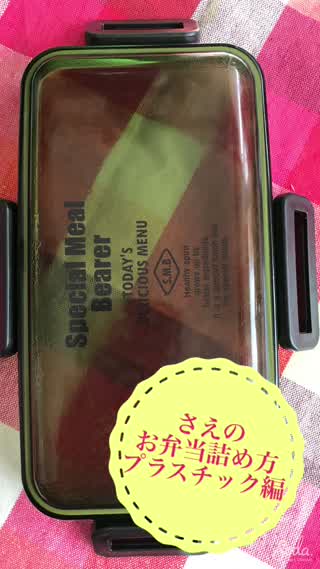 Special Meal
Bearer
TODAY'S
DELICIOUS MENU
S.M.B
さえの
お弁当詰め方
プラスチック編
Soda